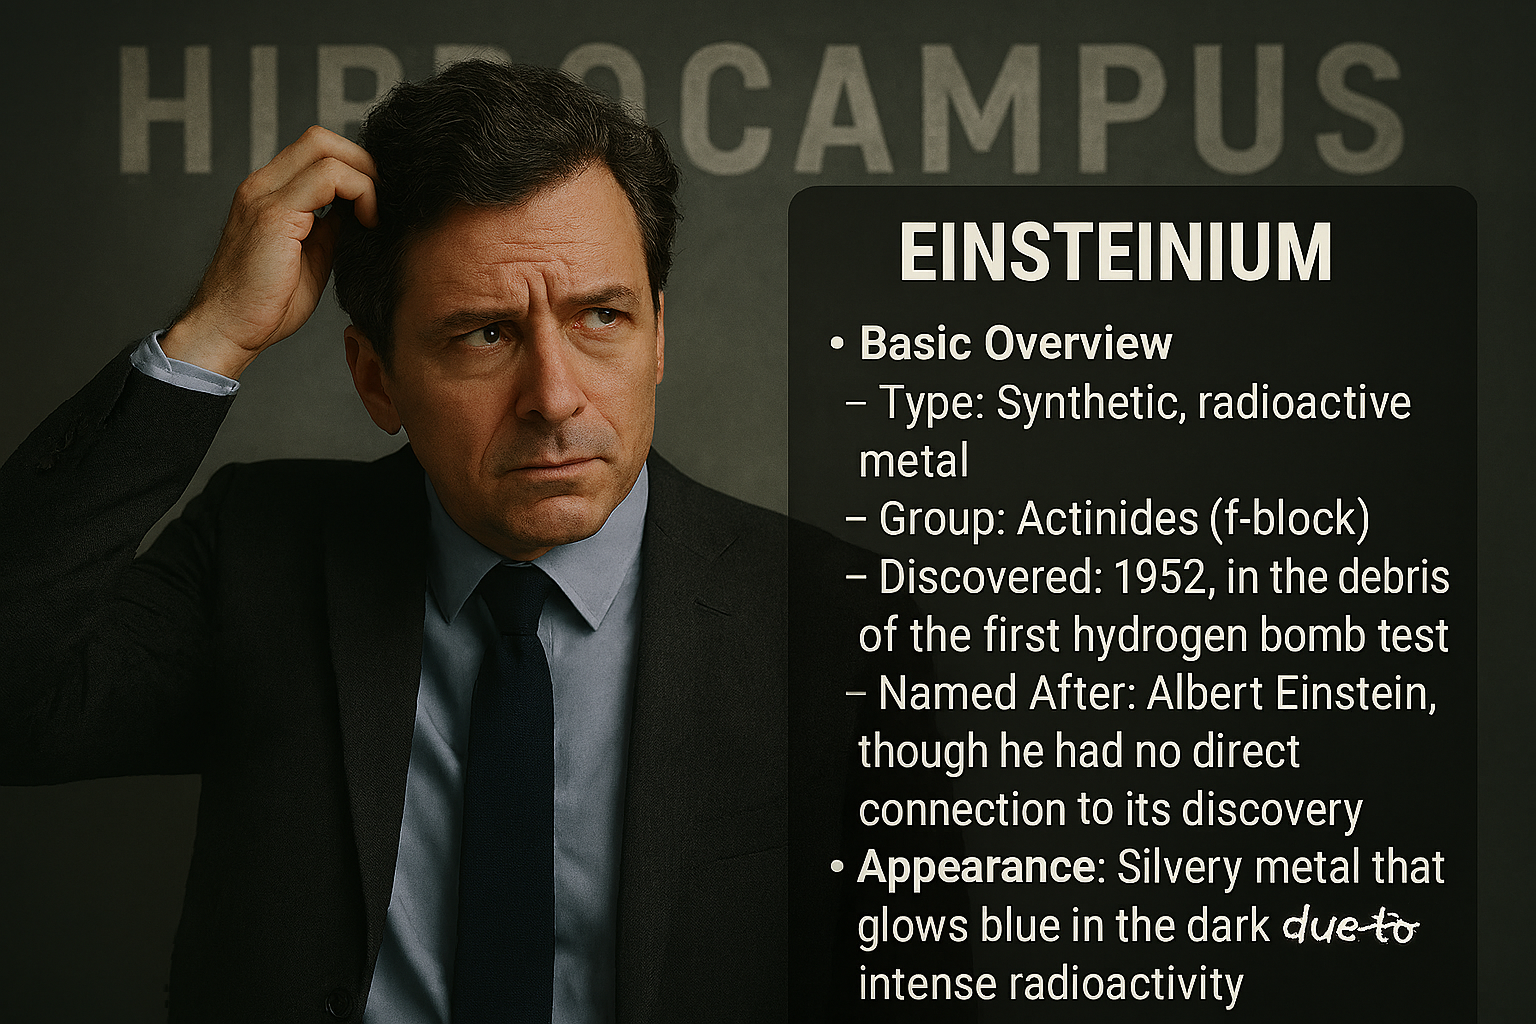 HIPPOCAMPUS
EINSTEINIUM
• Basic Overview
– Type: Synthetic, radioactive
metal
– Group: Actinides (f-block)
– Discovered: 1952, in the debris
of the first hydrogen bomb test
– Named After: Albert Einstein,
though he had no direct
connection to its discovery
• Appearance: Silvery metal that
glows blue in the dark due to
intense radioactivity